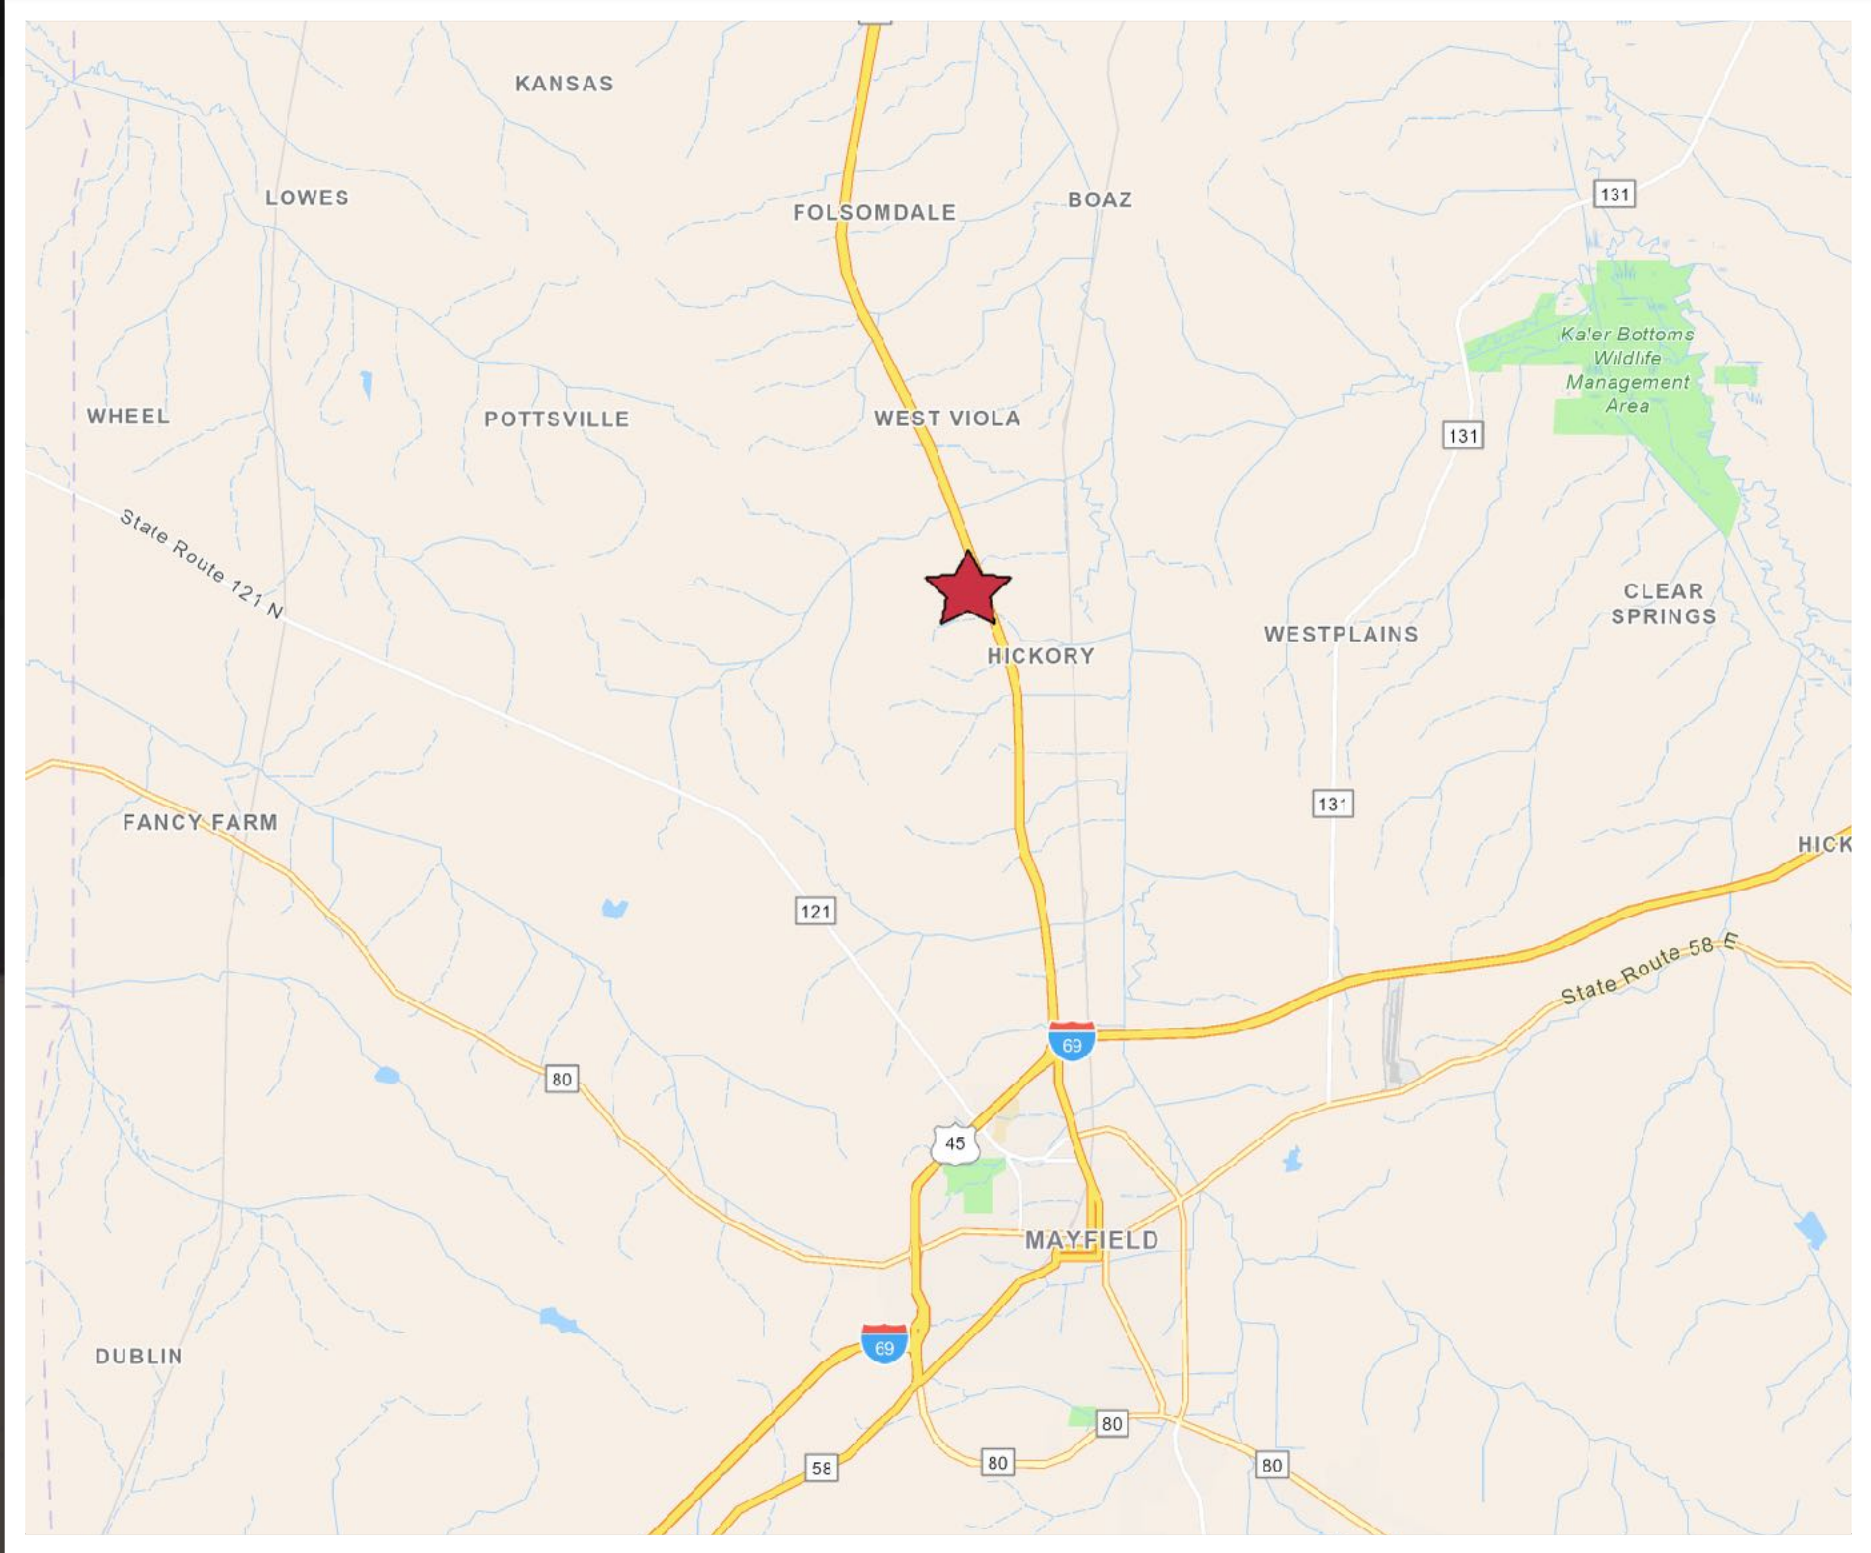 KANSAS
LOWES
FOLSOMDALE
BOAZ
131
Ka'er Bottoms
Wildlife
Management
Area
WHEEL
POTTSVILLE
WEST VIOLA
131
State Route 121 N
CLEAR
SPRINGS
WESTPLAINS
HICKORY
131
FANCY FARM
HICK
121
State Route 58 E
69
80
45
MAYFIELD
69
DUBLIN
80
80
80
58